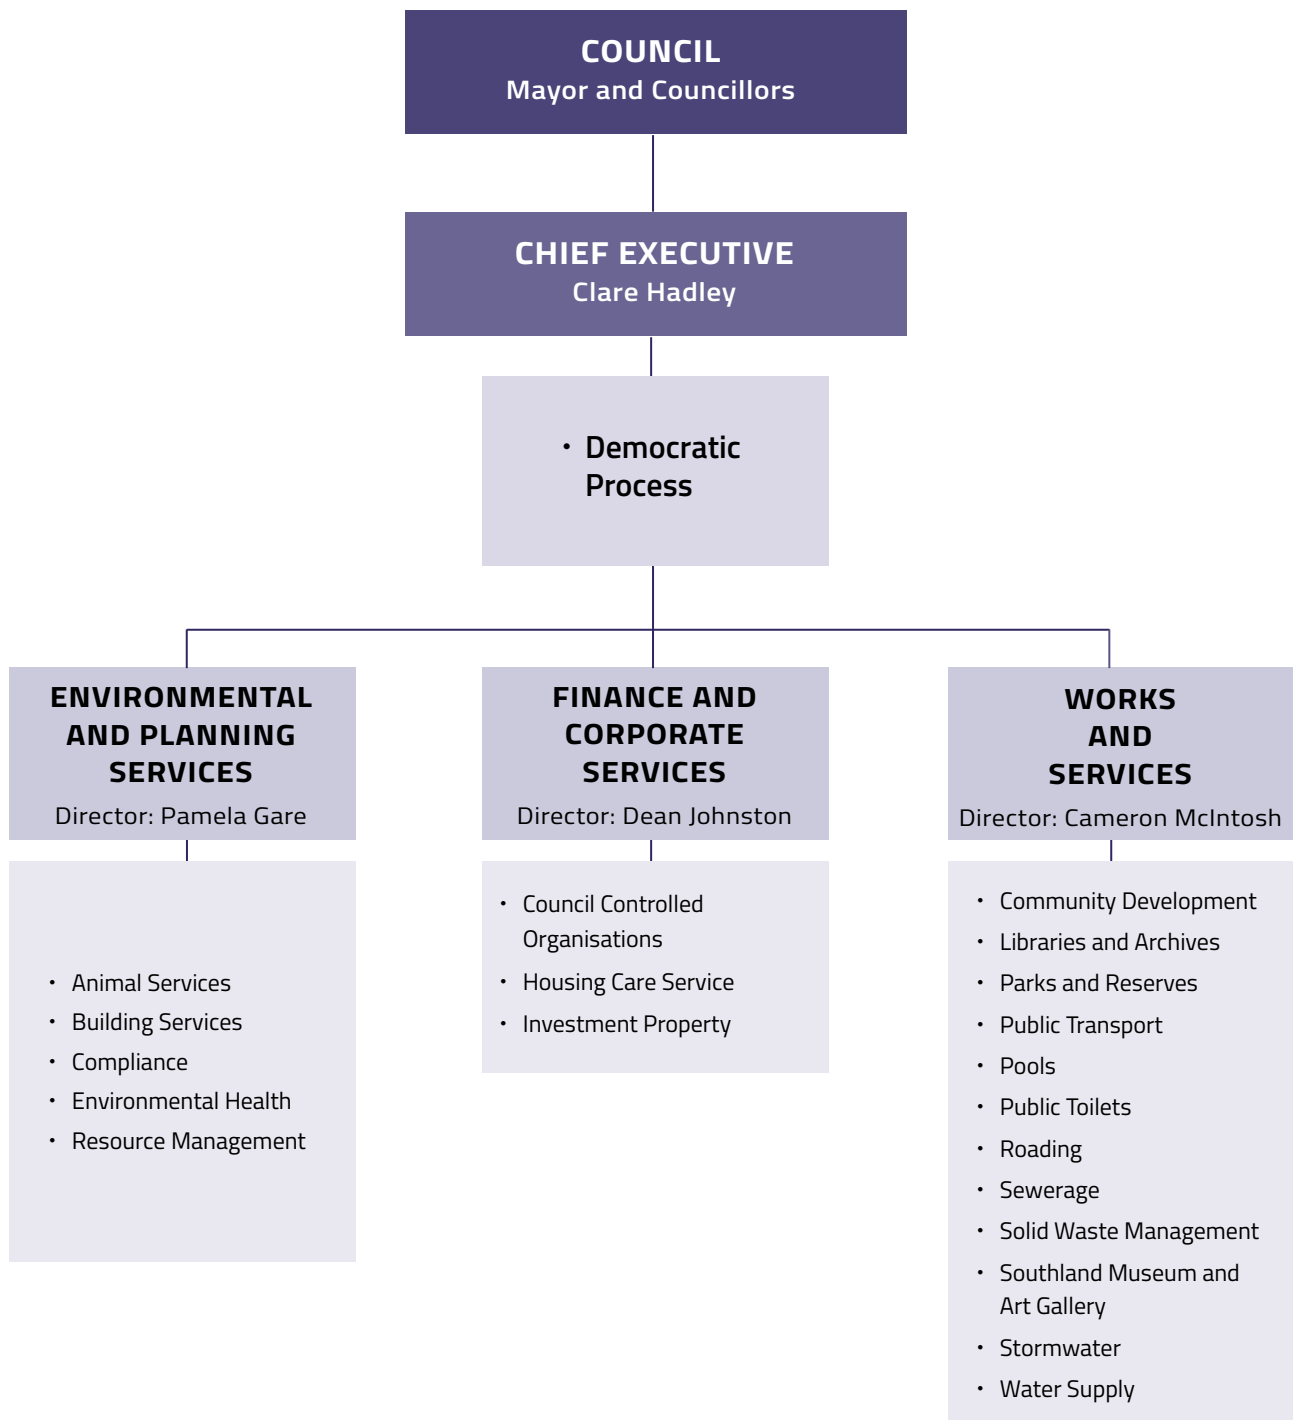 COUNCIL
Mayor and Councillors
CHIEF EXECUTIVE
Clare Hadley
• Democratic
Process
ENVIRONMENTAL
AND PLANNING
SERVICES
Director: Pamela Gare
• Animal Services
• Building Services
• Compliance
• Environmental Health
• Resource Management
FINANCE AND
CORPORATE
SERVICES
Director: Dean Johnston
• Council Controlled
Organisations
• Housing Care Service
• Investment Property
WORKS
AND
SERVICES
Director: Cameron McIntosh
• Community Development
• Libraries and Archives
• Parks and Reserves
• Public Transport
• Pools
• Public Toilets
• Roading
• Sewerage
• Solid Waste Management
• Southland Museum and
Art Gallery
• Stormwater
• Water Supply